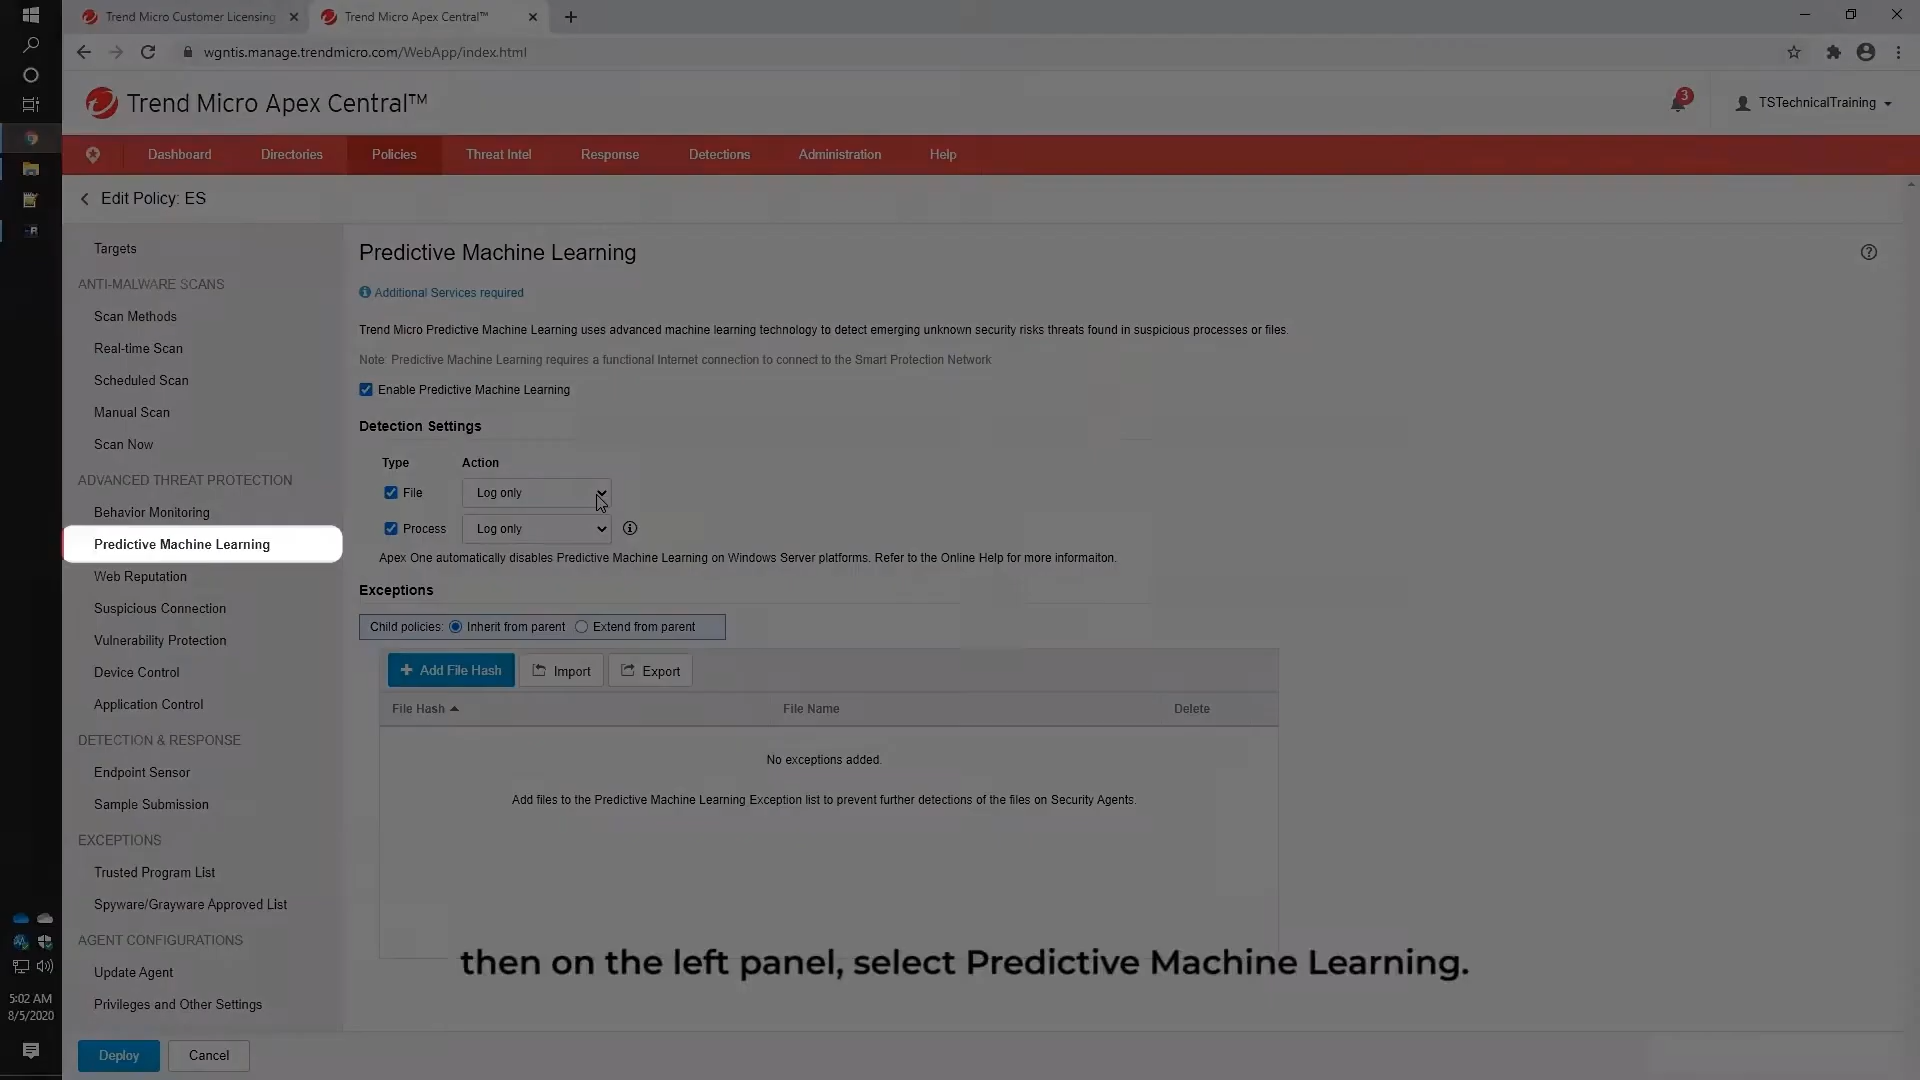 Trend Micro Customer Licensing
Trend Micro Apex Central™
wgntis.manage.trendmicro.com/WebApp/index.html
Trend Micro Apex Central™
3
TSTechnicalTraining
Dashboard
Directories
Policies
Threat Intel
Response
Detections
Administration
Help
Edit Policy: ES
Targets
ANTI-MALWARE SCANS
Scan Methods
Real-time Scan
Scheduled Scan
Manual Scan
Scan Now
ADVANCED THREAT PROTECTION
Behavior Monitoring
Predictive Machine Learning
Web Reputation
Suspicious Connection
Vulnerability Protection
Device Control
Application Control
DETECTION & RESPONSE
Endpoint Sensor
Sample Submission
EXCEPTIONS
Trusted Program List
Spyware/Grayware Approved List
AGENT CONFIGURATIONS
Update Agent
Privileges and Other Settings
Predictive Machine Learning
Additional Services required
Trend Micro Predictive Machine Learning uses advanced machine learning technology to detect emerging unknown security risks threats found in suspicious processes or files.
Note: Predictive Machine Learning requires a functional Internet connection to connect to the Smart Protection Network
Enable Predictive Machine Learning
Detection Settings
Type Action
File Log only
Process Log only
Apex One automatically disables Predictive Machine Learning on Windows Server platforms. Refer to the Online Help for more informaiton.
Exceptions
Child policies: Inherit from parent Extend from parent
+ Add File Hash Import Export
File Hash File Name Delete
No exceptions added.
Add files to the Predictive Machine Learning Exception list to prevent further detections of the files on Security Agents.
then on the left panel, select Predictive Machine Learning.
Deploy Cancel
5:02 AM
8/5/2020